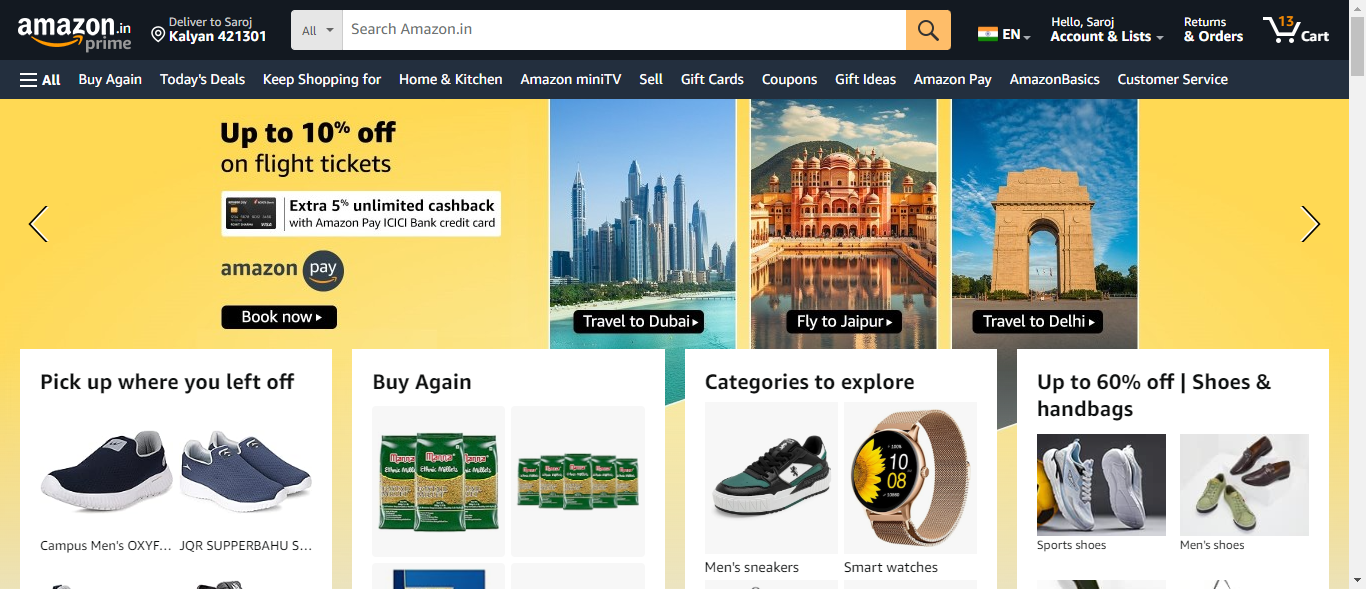 amazon.in
prime
Deliver to Saroj
Kalyan 421301
All
Search Amazon.in
EN
Hello, Saroj
Account & Lists
Returns
& Orders
13
Cart
All
Buy Again
Today's Deals
Keep Shopping for
Home & Kitchen
Amazon miniTV
Sell
Gift Cards
Coupons
Gift Ideas
Amazon Pay
AmazonBasics
Customer Service
Up to 10% off
on flight tickets
Extra 5% unlimited cashback
with Amazon Pay ICICI Bank credit card
amazon pay
Book now
Travel to Dubai
Fly to Jaipur
Travel to Delhi
Pick up where you left off
Campus Men's OXYF...
JQR SUPPERBAHU S...
Buy Again
Manna
Ethnic Millets
Categories to explore
10
08
Men's sneakers
Smart watches
Up to 60% off | Shoes &
handbags
Sports shoes
Men's shoes